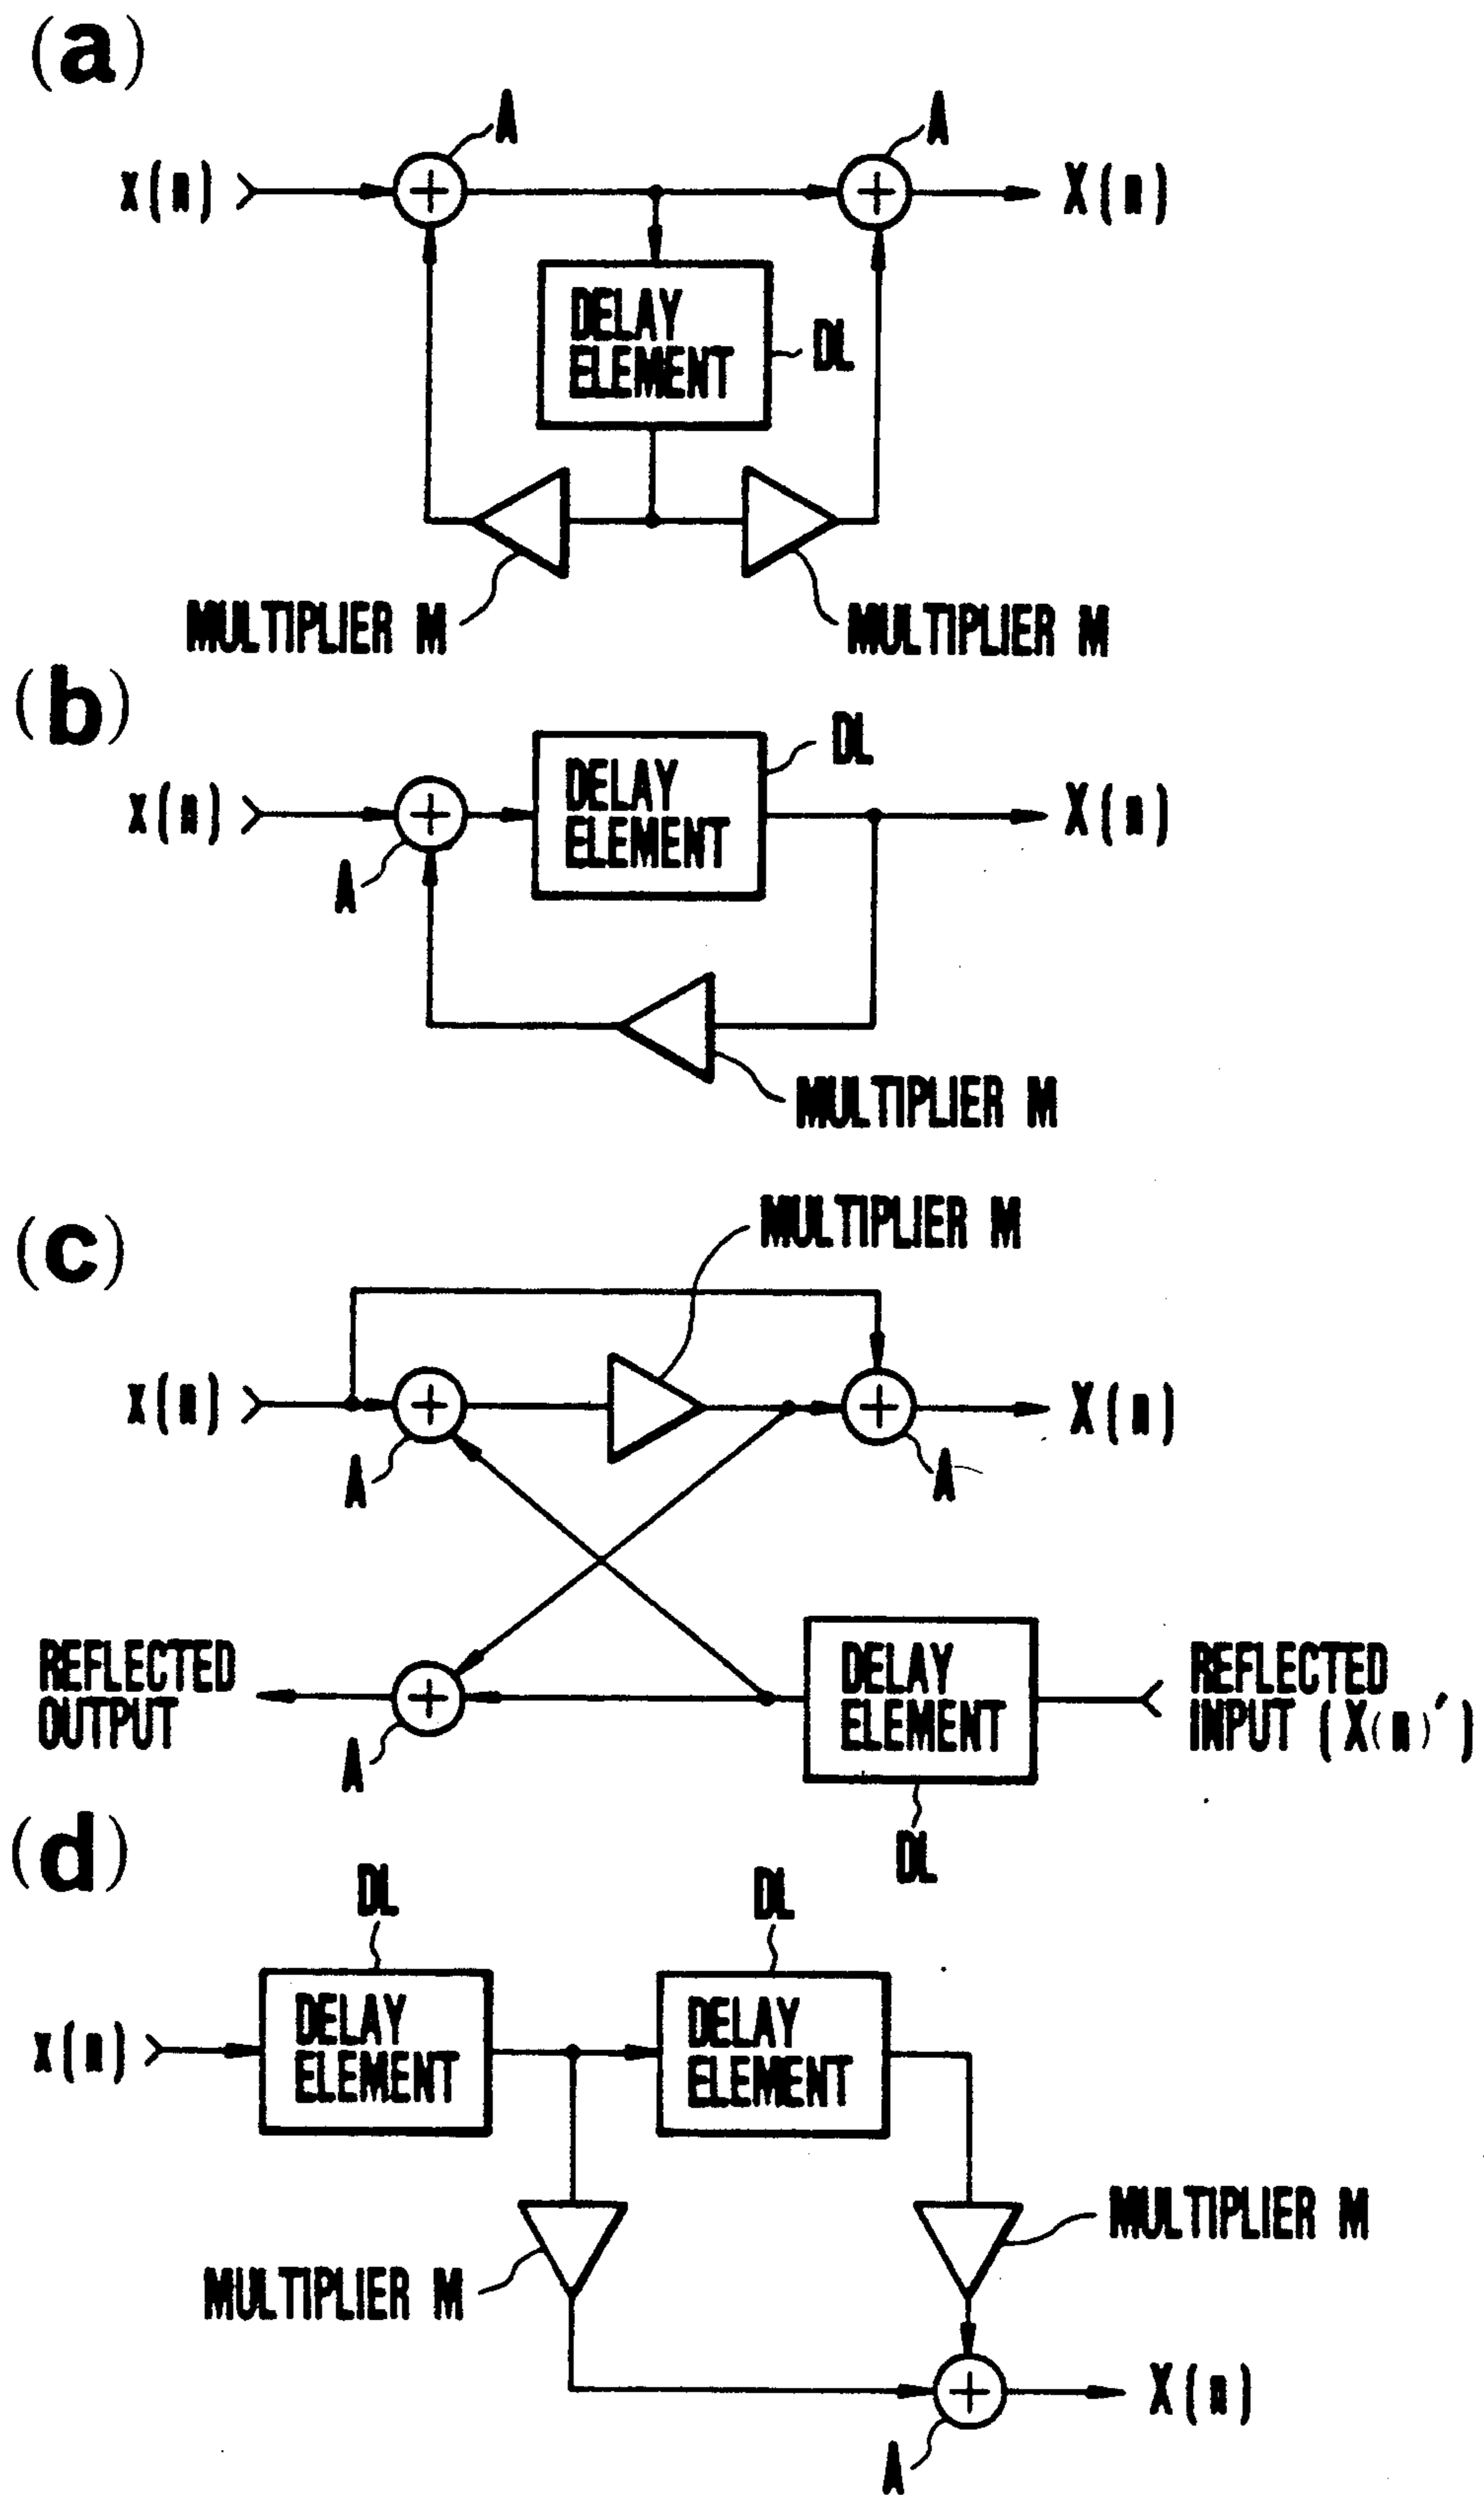 (a)
A
A
X(n)
X(n)
DELAY
ELEMENT
DL
MULTIPLIER M
MULTIPLIER M
(b)
DL
X(n)
DELAY
ELEMENT
X(n)
A
MULTIPLIER M
MULTIPLIER M
(c)
X(n)
X(n)
A
A
REFLECTED
OUTPUT
DELAY
ELEMENT
REFLECTED
INPUT (X(n)′)
A
DL
(d)
DL
DL
X(n)
DELAY
ELEMENT
DELAY
ELEMENT
MULTIPLIER M
MULTIPLIER M
X(n)
A